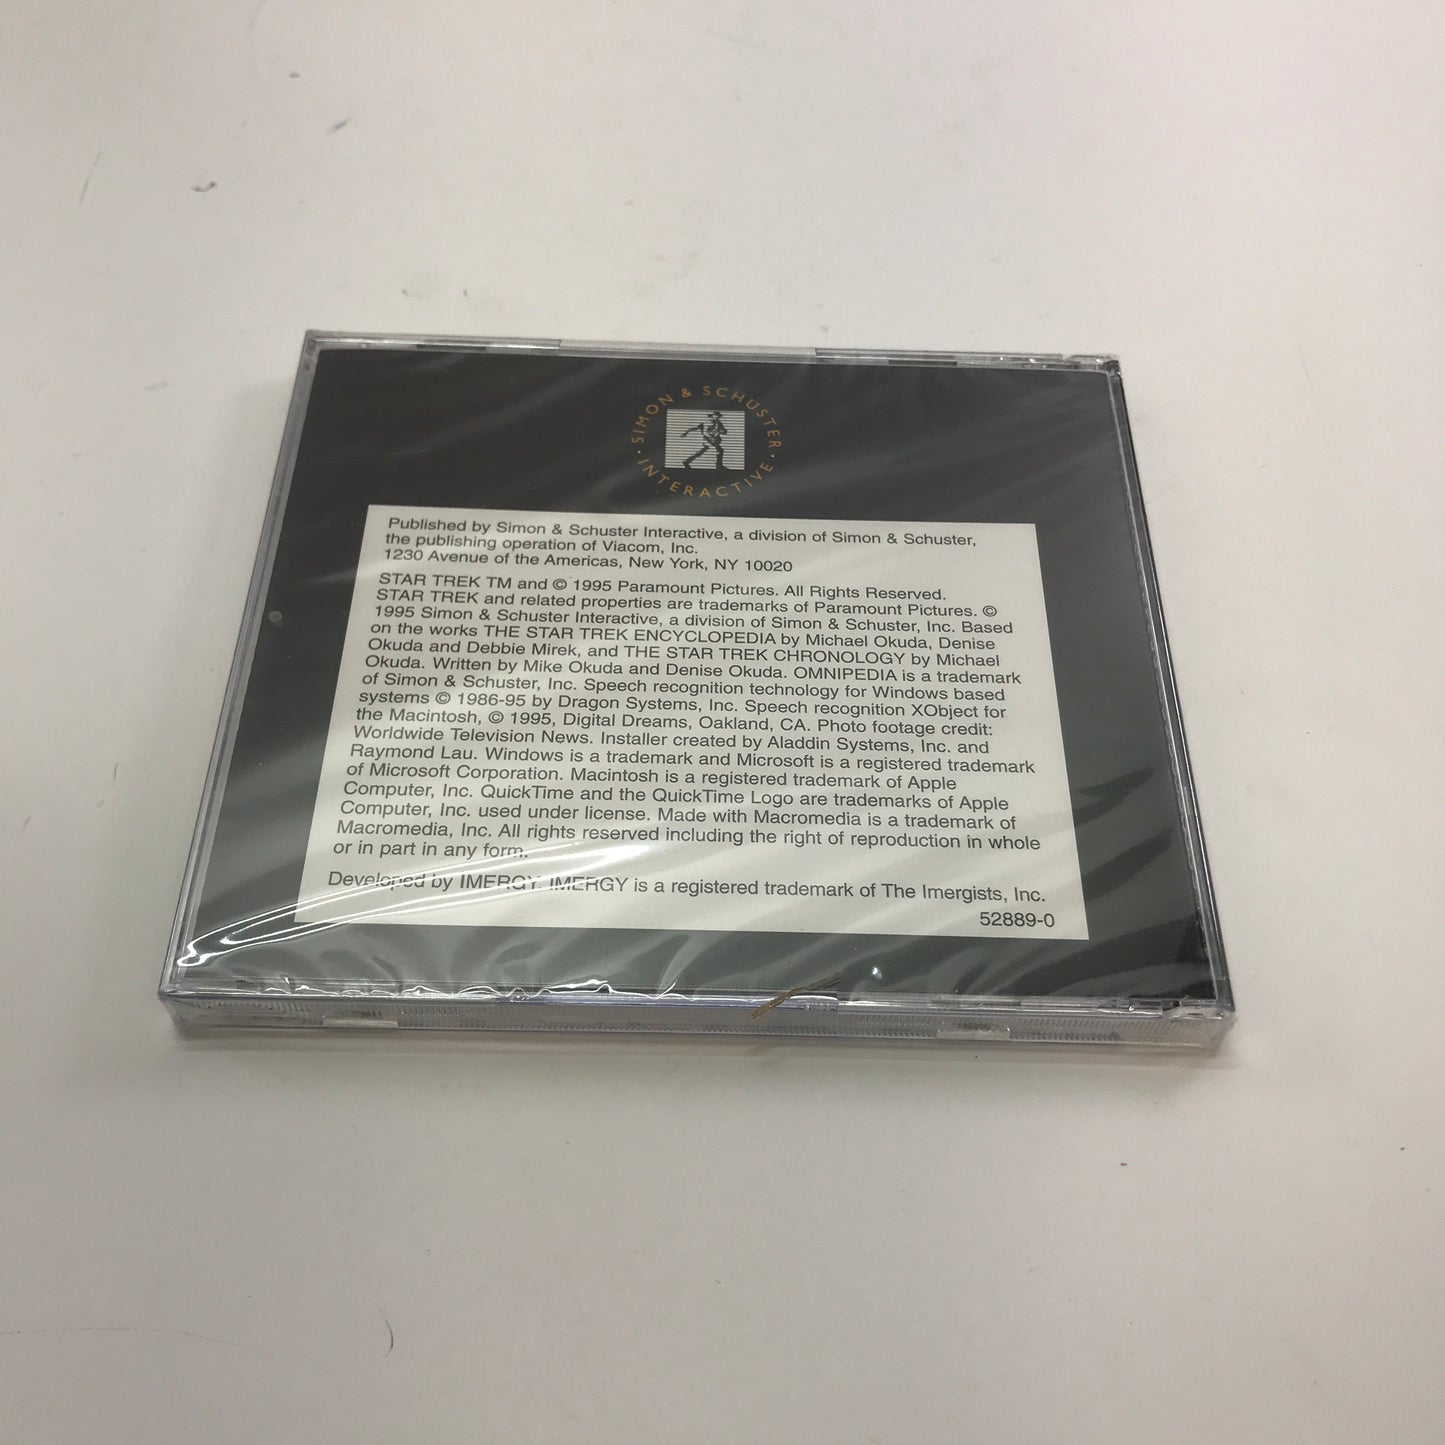 SIMON & SCHUSTER
· INTERACTIVE ·
Published by Simon & Schuster Interactive, a division of Simon & Schuster,
the publishing operation of Viacom, Inc.
1230 Avenue of the Americas, New York, NY 10020
STAR TREK TM and © 1995 Paramount Pictures. All Rights Reserved.
STAR TREK and related properties are trademarks of Paramount Pictures. ©
1995 Simon & Schuster Interactive, a division of Simon & Schuster, Inc. Based
on the works THE STAR TREK ENCYCLOPEDIA by Michael Okuda, Denise
Okuda and Debbie Mirek, and THE STAR TREK CHRONOLOGY by Michael
Okuda. Written by Mike Okuda and Denise Okuda. OMNIPEDIA is a trademark
of Simon & Schuster, Inc. Speech recognition technology for Windows based
systems © 1986-95 by Dragon Systems, Inc. Speech recognition XObject for
the Macintosh, © 1995, Digital Dreams, Oakland, CA. Photo footage credit:
Worldwide Television News. Installer created by Aladdin Systems, Inc. and
Raymond Lau. Windows is a trademark and Microsoft is a registered trademark
of Microsoft Corporation. Macintosh is a registered trademark of Apple
Computer, Inc. QuickTime and the QuickTime Logo are trademarks of Apple
Computer, Inc. used under license. Made with Macromedia is a trademark of
Macromedia, Inc. All rights reserved including the right of reproduction in whole
or in part in any form.
Developed by IMERGY. IMERGY is a registered trademark of The Imergists, Inc.
52889-0